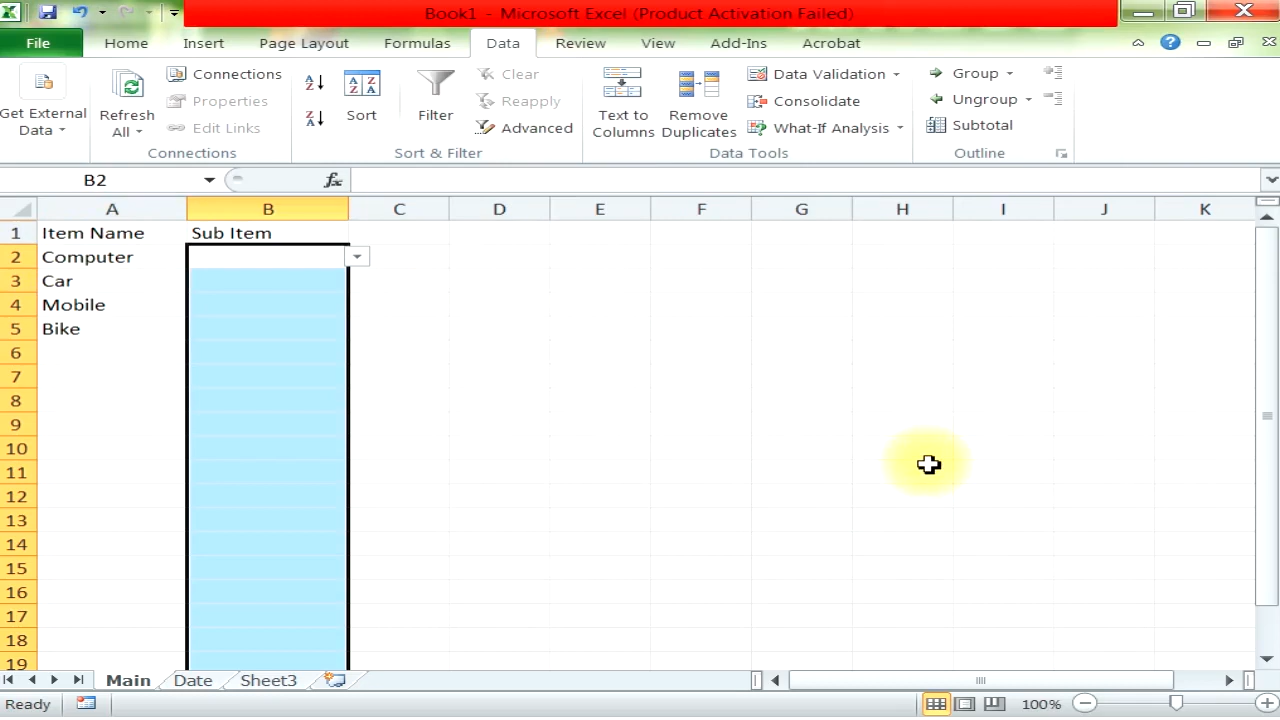 Book1 - Microsoft Excel (Product Activation Failed)
File Home Insert Page Layout Formulas Data Review View Add-Ins Acrobat
Get External Data
Refresh All
Connections
Properties
Edit Links
Connections
Sort
Filter
Clear
Reapply
Advanced
Sort & Filter
Text to Columns
Remove Duplicates
Data Validation
Consolidate
What-If Analysis
Data Tools
Group
Ungroup
Subtotal
Outline
B2 fx
A B C D E F G H I J K
1 Item Name Sub Item
2 Computer
3 Car
4 Mobile
5 Bike
6
7
8
9
10
11
12
13
14
15
16
17
18
19
Main Date Sheet3
Ready 100%